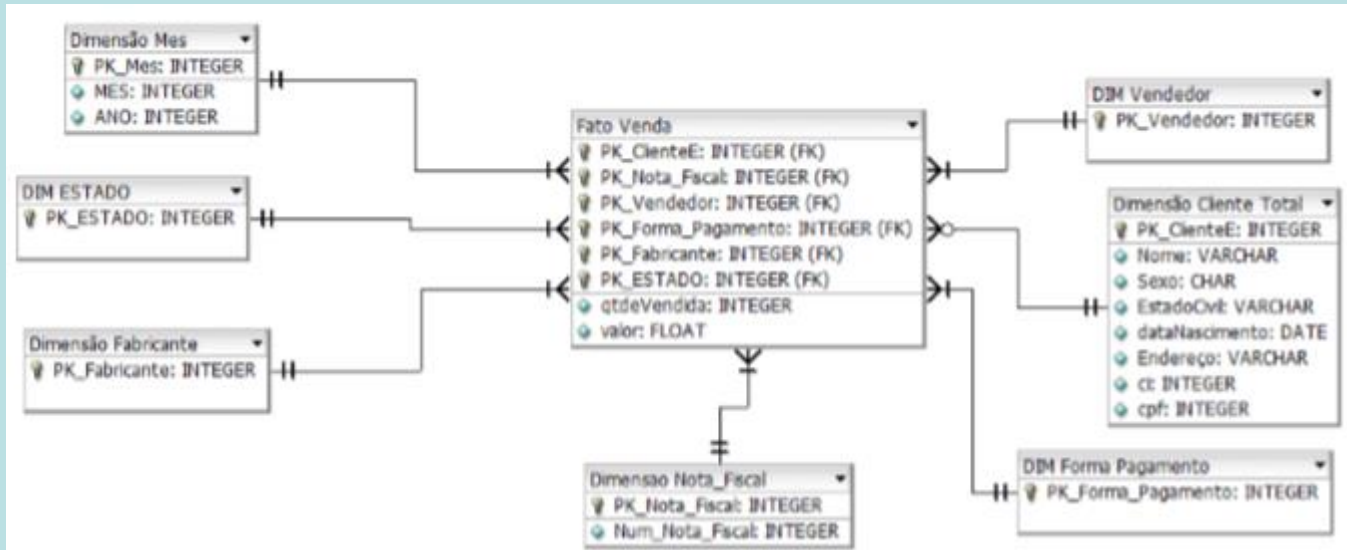 Dimensão Mes
PK_Mes: INTEGER
MES: INTEGER
ANO: INTEGER
DIM ESTADO
PK_ESTADO: INTEGER
Dimensão Fabricante
PK_Fabricante: INTEGER
Fato Venda
PK_ClienteE: INTEGER (FK)
PK_Nota_Fiscal: INTEGER (FK)
PK_Vendedor: INTEGER (FK)
PK_Forma_Pagamento: INTEGER (FK)
PK_Fabricante: INTEGER (FK)
PK_ESTADO: INTEGER (FK)
qtdeVendida: INTEGER
valor: FLOAT
Dimensao Nota_Fiscal
PK_Nota_Fiscal: INTEGER
Num_Nota_Fiscal: INTEGER
DIM Vendedor
PK_Vendedor: INTEGER
Dimensão Cliente Total
PK_ClienteE: INTEGER
Nome: VARCHAR
Sexo: CHAR
EstadoCivil: VARCHAR
dataNascimento: DATE
Endereço: VARCHAR
ci: INTEGER
cpf: INTEGER
DIM Forma Pagamento
PK_Forma_Pagamento: INTEGER